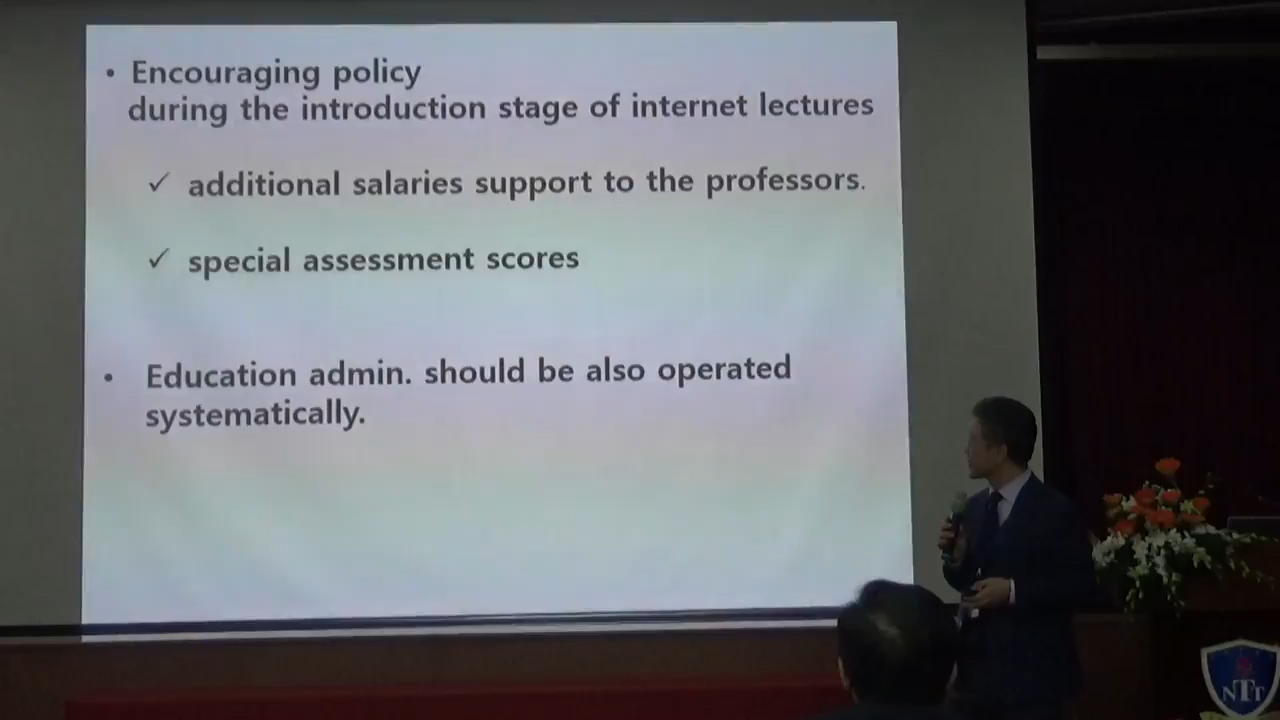 • Encouraging policy
during the introduction stage of internet lectures
✓ additional salaries support to the professors.
✓ special assessment scores
• Education admin. should be also operated
systematically.
NTT